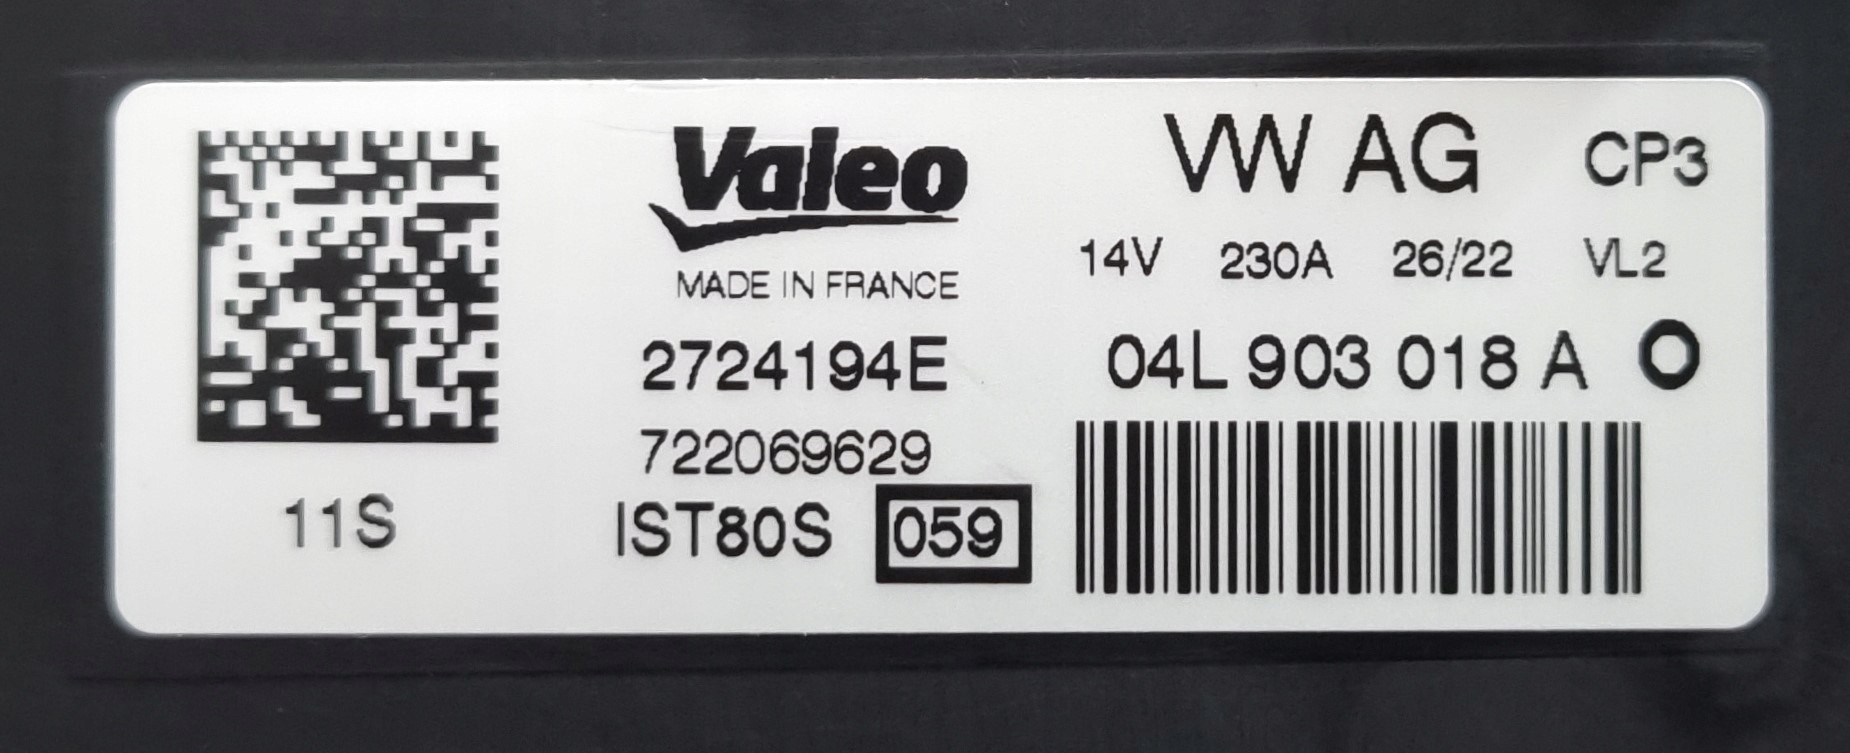 Valeo
MADE IN FRANCE
2724194E
722069629
IST80S 059
11S
VW AG CP3
14V 230A 26/22 VL2
04L 903 018 A O